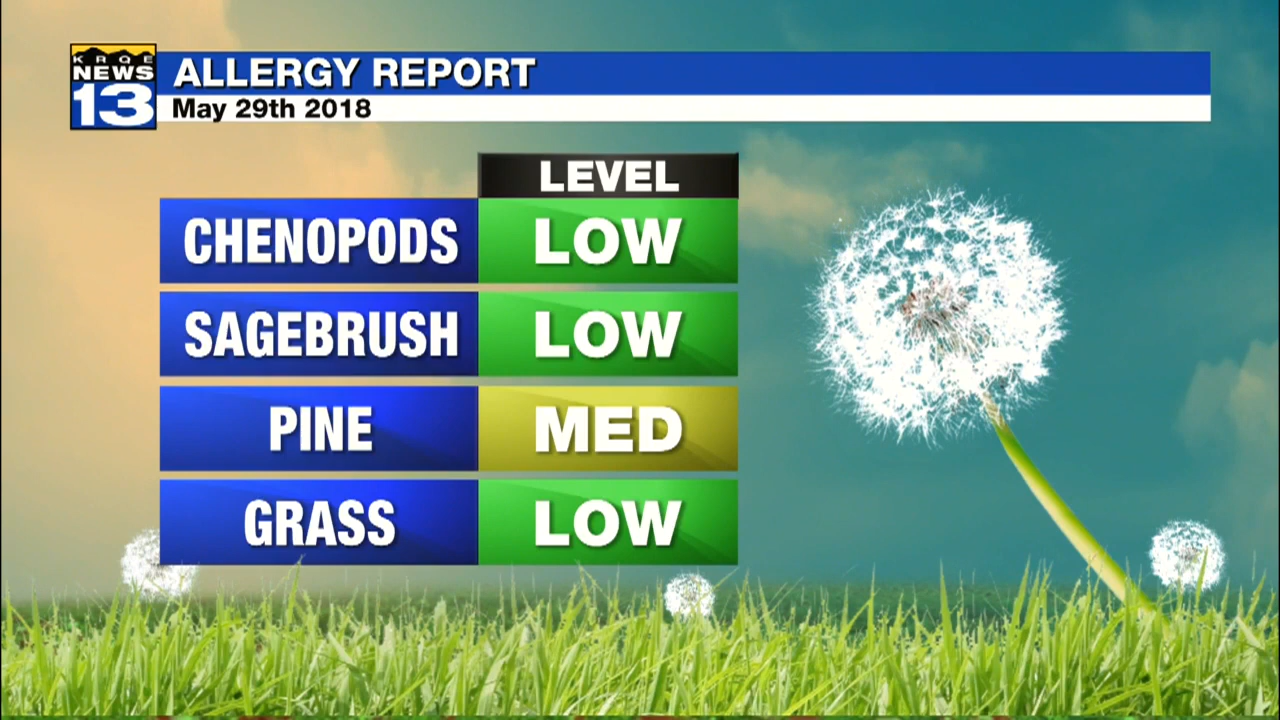 KRQE
NEWS
13
ALLERGY REPORT
May 29th 2018
LEVEL
CHENOPODS LOW
SAGEBRUSH LOW
PINE MED
GRASS LOW